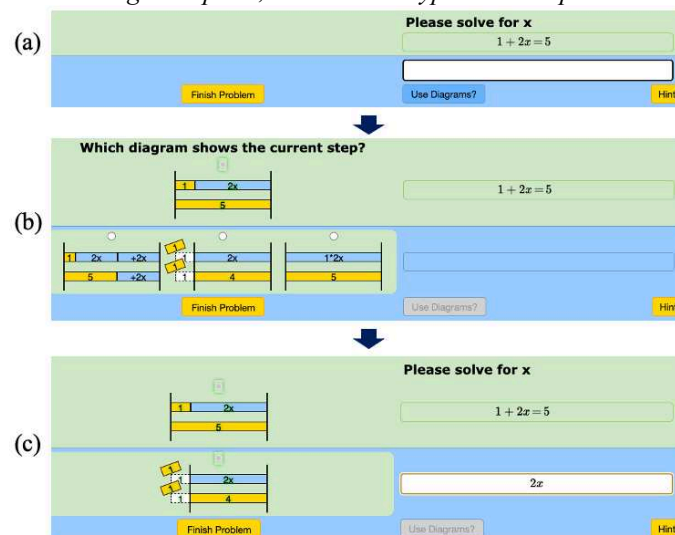 (a)
Please solve for x
1 + 2x = 5
Finish Problem
Use Diagrams?
Hint
(b)
Which diagram shows the current step?
1 2x
5
1 + 2x = 5
1 2x +2x
5 +2x
1
1 2x
1
1 4
1*2x
5
Finish Problem
Use Diagrams?
Hin
(c)
Please solve for x
1 2x
5
1 + 2x = 5
1
1 2x
1
1 4
2x
Finish Problem
Use Diagrams?
Hint